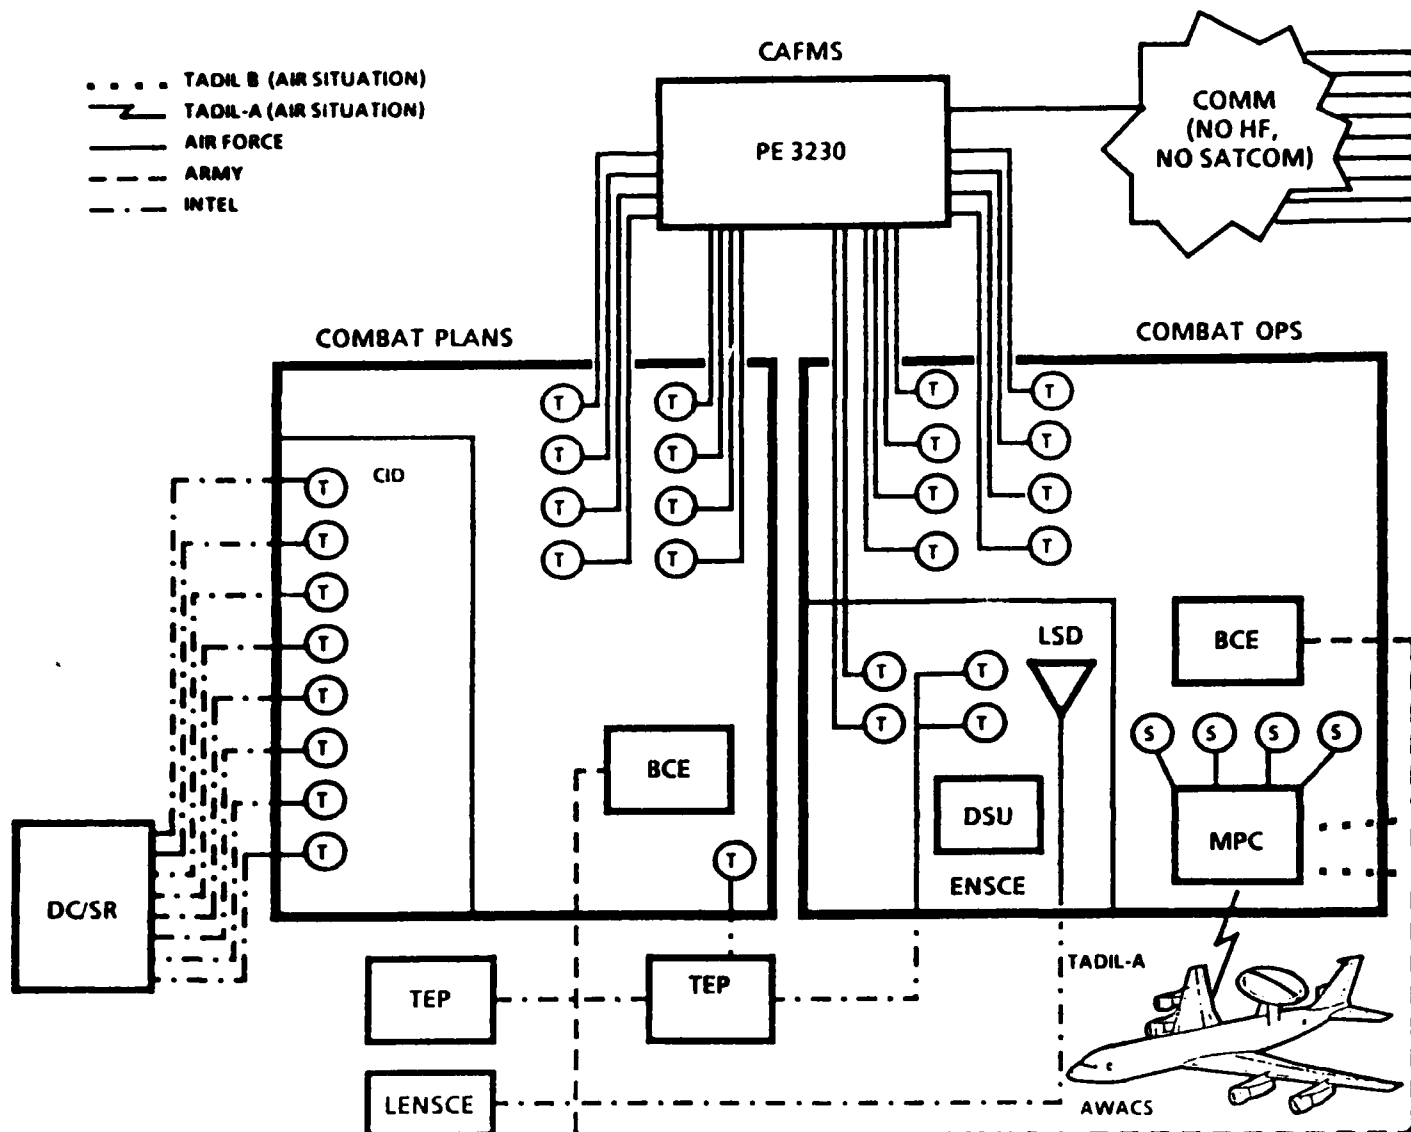 CAFMS
TADIL B (AIR SITUATION)
TADIL-A (AIR SITUATION)
AIR FORCE
ARMY
INTEL
PE 3230
COMM
(NO HF,
NO SATCOM)
COMBAT PLANS
COMBAT OPS
T T T T
T T T T
T T T T
T T T T
CID
T
T
T
T
T
T
T
T
LSD
BCE
T T
T T
S S S S
BCE
DSU
MPC
T
ENSCE
DC/SR
TEP
TEP
TADIL-A
LENSCE
AWACS